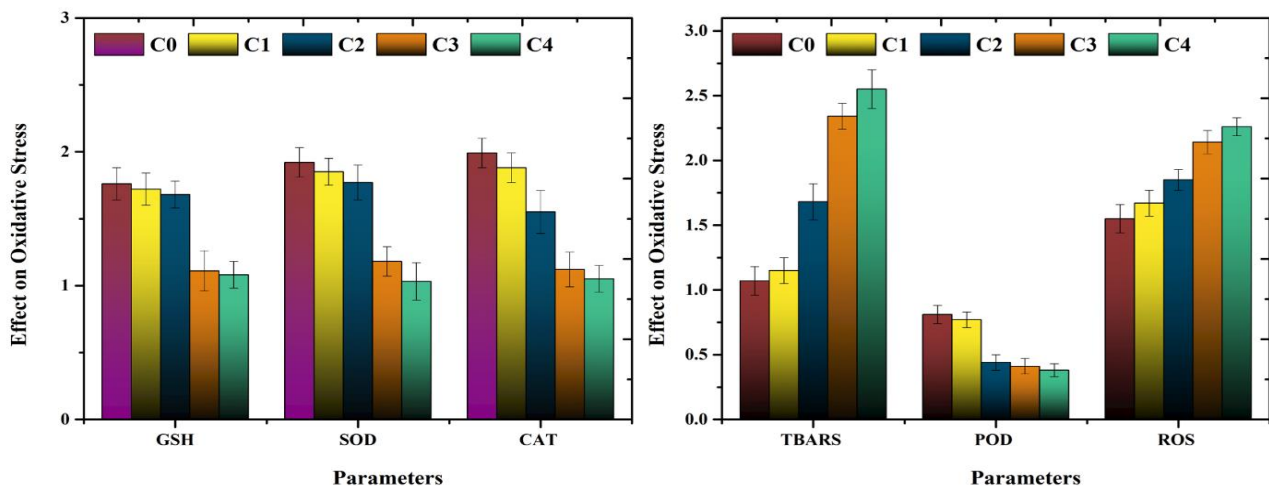 3
2
1
0
Effect on Oxidative Stress
C0 C1 C2 C3 C4
GSH SOD CAT
Parameters
3.0
2.5
2.0
1.5
1.0
0.5
0.0
Effect on Oxidative Stress
C0 C1 C2 C3 C4
TBARS POD ROS
Parameters